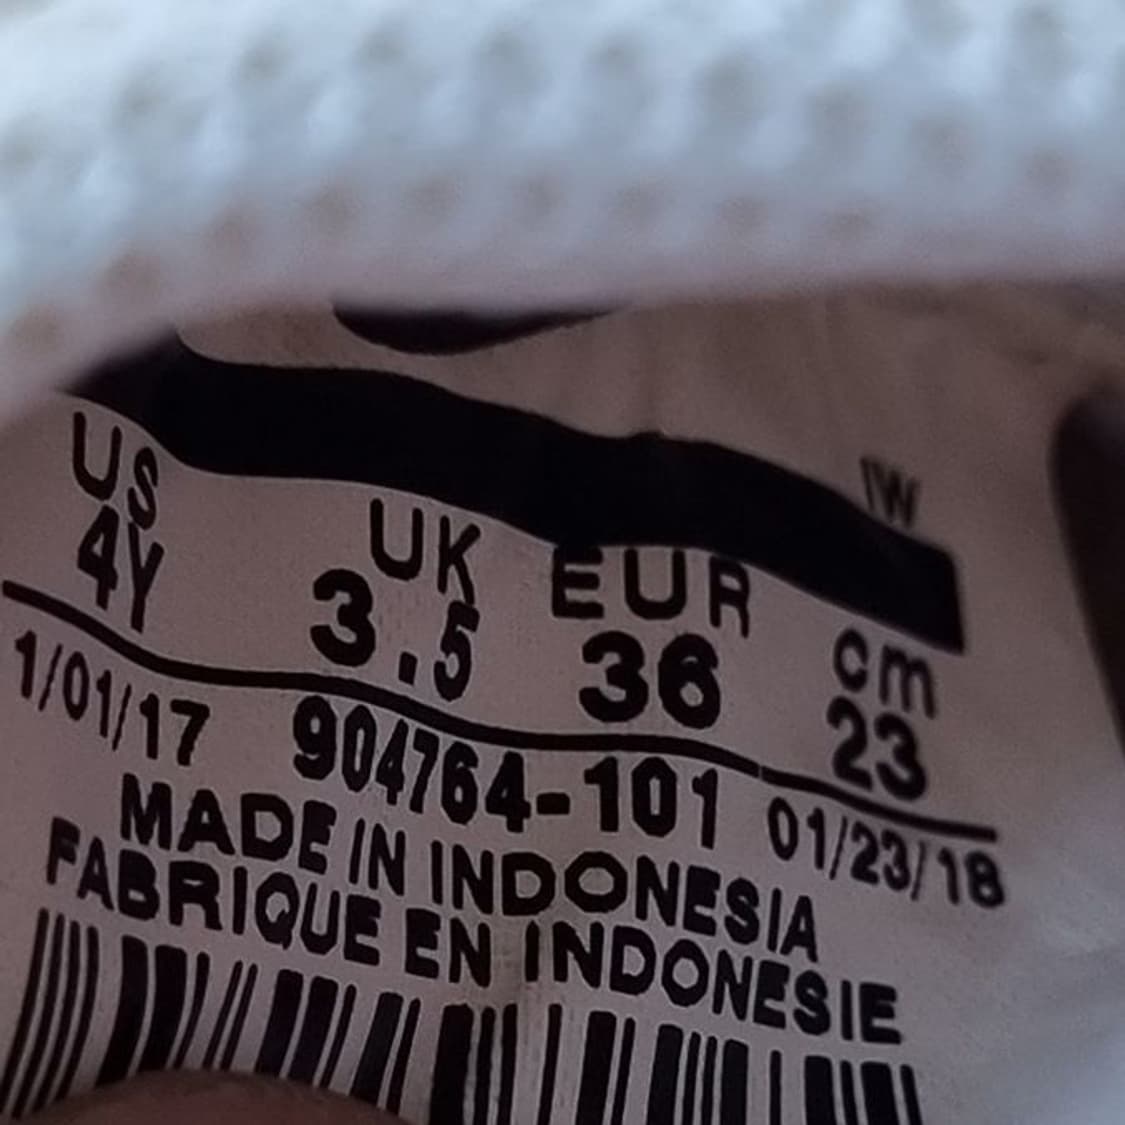 IW
US UK EUR cm
4Y 3.5 36 23
1/01/17 904764-101 01/23/18
MADE IN INDONESIA
FABRIQUE EN INDONESIE